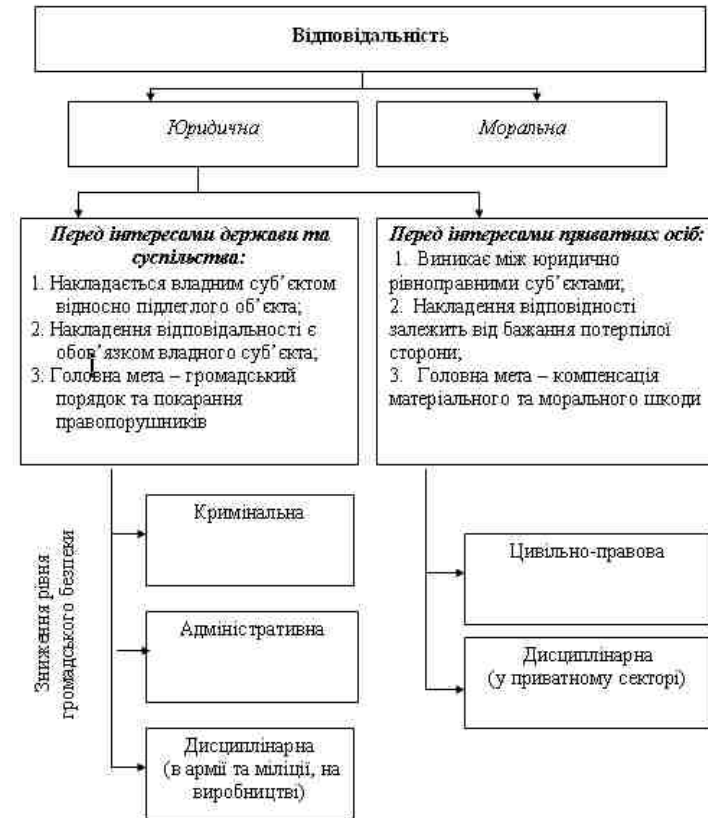 Відповідальність
Юридична
Моральна
Перед інтересами держави та
суспільства:
1. Накладається владним суб’єктом
відносно підлеглого об’єкта;
2. Накладення відповідальності є
обов’язком владного суб’єкта;
3. Головна мета – громадський
порядок та покарання
правопорушників
Перед інтересами приватних осіб:
1. Виникає між юридично
рівноправними суб’єктами;
2. Накладення відповідності
залежить від бажання потерпілої
сторони;
3. Головна мета – компенсація
матеріального та морального шкоди
Зниження рівня
громадського безпеки
Кримінальна
Адміністративна
Дисциплінарна
(в армії та міліції, на
виробництві)
Цивільно-правова
Дисциплінарна
(у приватному секторі)